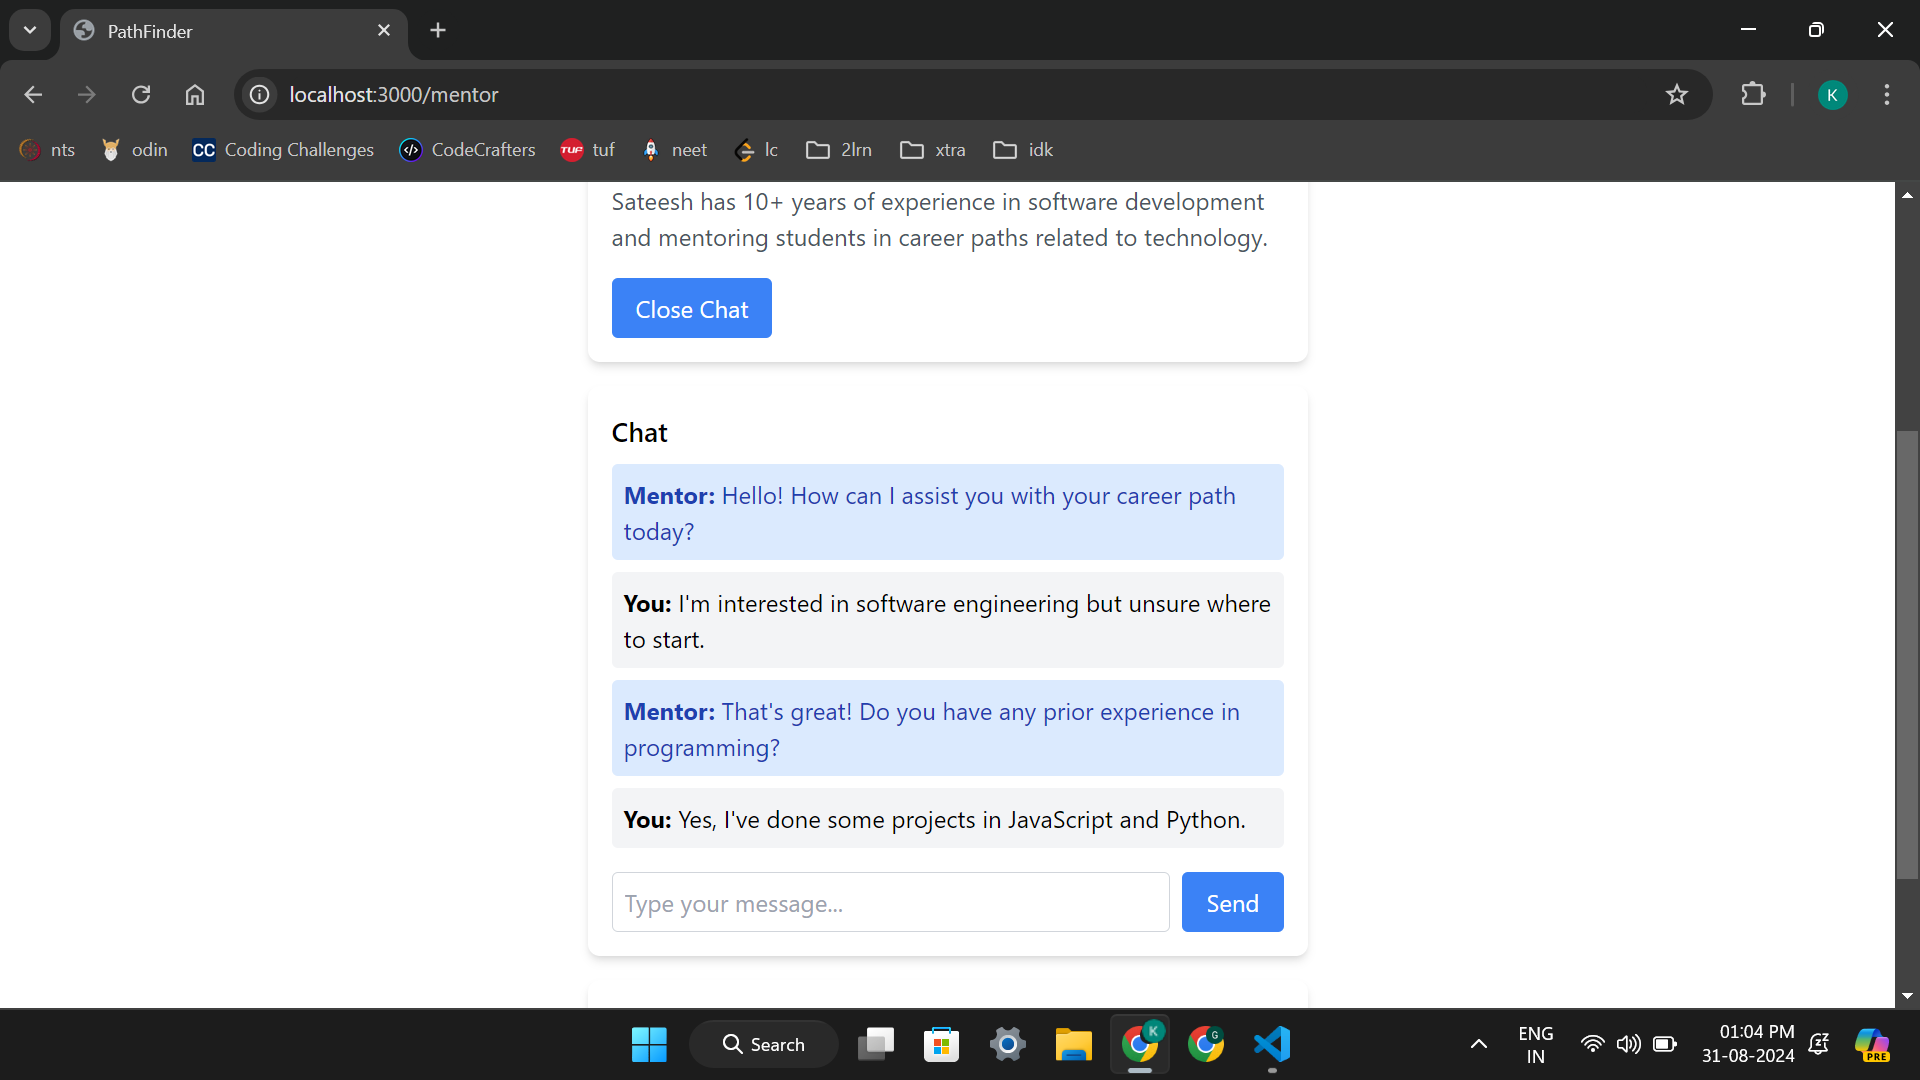 PathFinder
localhost:3000/mentor
nts odin CC Coding Challenges CodeCrafters TUF tuf neet lc 2lrn xtra idk
K
Sateesh has 10+ years of experience in software development
and mentoring students in career paths related to technology.
Close Chat
Chat
Mentor: Hello! How can I assist you with your career path
today?
You: I'm interested in software engineering but unsure where
to start.
Mentor: That's great! Do you have any prior experience in
programming?
You: Yes, I've done some projects in JavaScript and Python.
Type your message...
Send
Search
K
G
ENG
IN
01:04 PM
31-08-2024
PRE